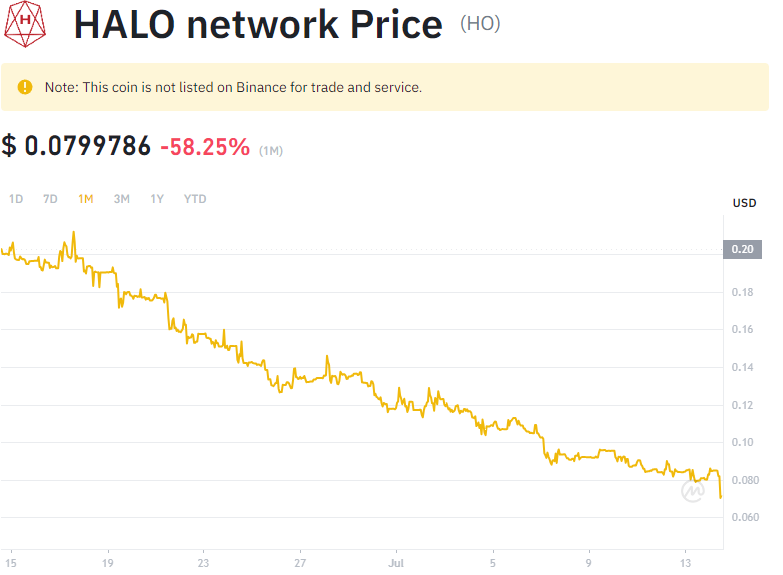 H
HALO network Price (HO)
Note: This coin is not listed on Binance for trade and service.
$ 0.0799786 -58.25% (1M)
1D 7D 1M 3M 1Y YTD
USD
0.20
0.18
0.16
0.14
0.12
0.10
0.080
0.060
15 19 23 27 Jul 5 9 13